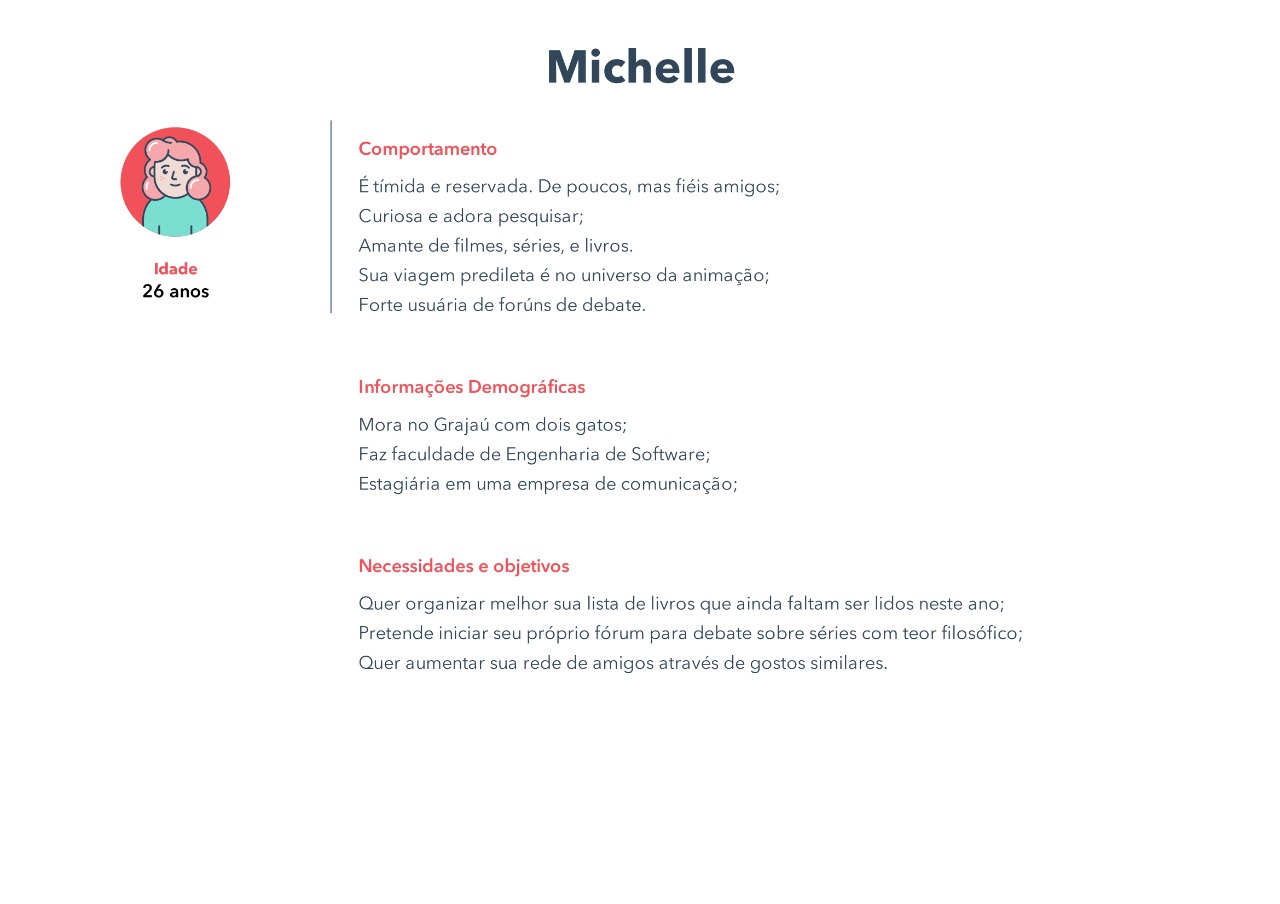 Michelle
Idade
26 anos
Comportamento
É tímida e reservada. De poucos, mas fiéis amigos;
Curiosa e adora pesquisar;
Amante de filmes, séries, e livros.
Sua viagem predileta é no universo da animação;
Forte usuária de forúns de debate.
Informações Demográficas
Mora no Grajaú com dois gatos;
Faz faculdade de Engenharia de Software;
Estagiária em uma empresa de comunicação;
Necessidades e objetivos
Quer organizar melhor sua lista de livros que ainda faltam ser lidos neste ano;
Pretende iniciar seu próprio fórum para debate sobre séries com teor filosófico;
Quer aumentar sua rede de amigos através de gostos similares.